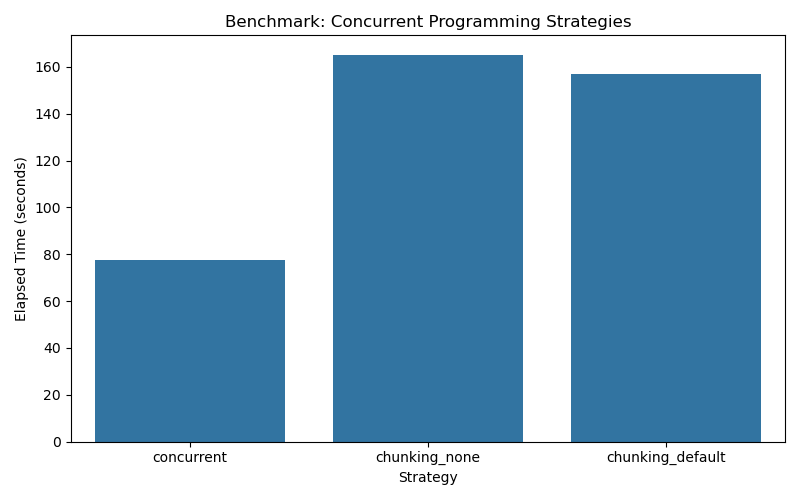 Benchmark: Concurrent Programming Strategies
Elapsed Time (seconds)
160
140
120
100
80
60
40
20
0
concurrent
chunking_none
chunking_default
Strategy